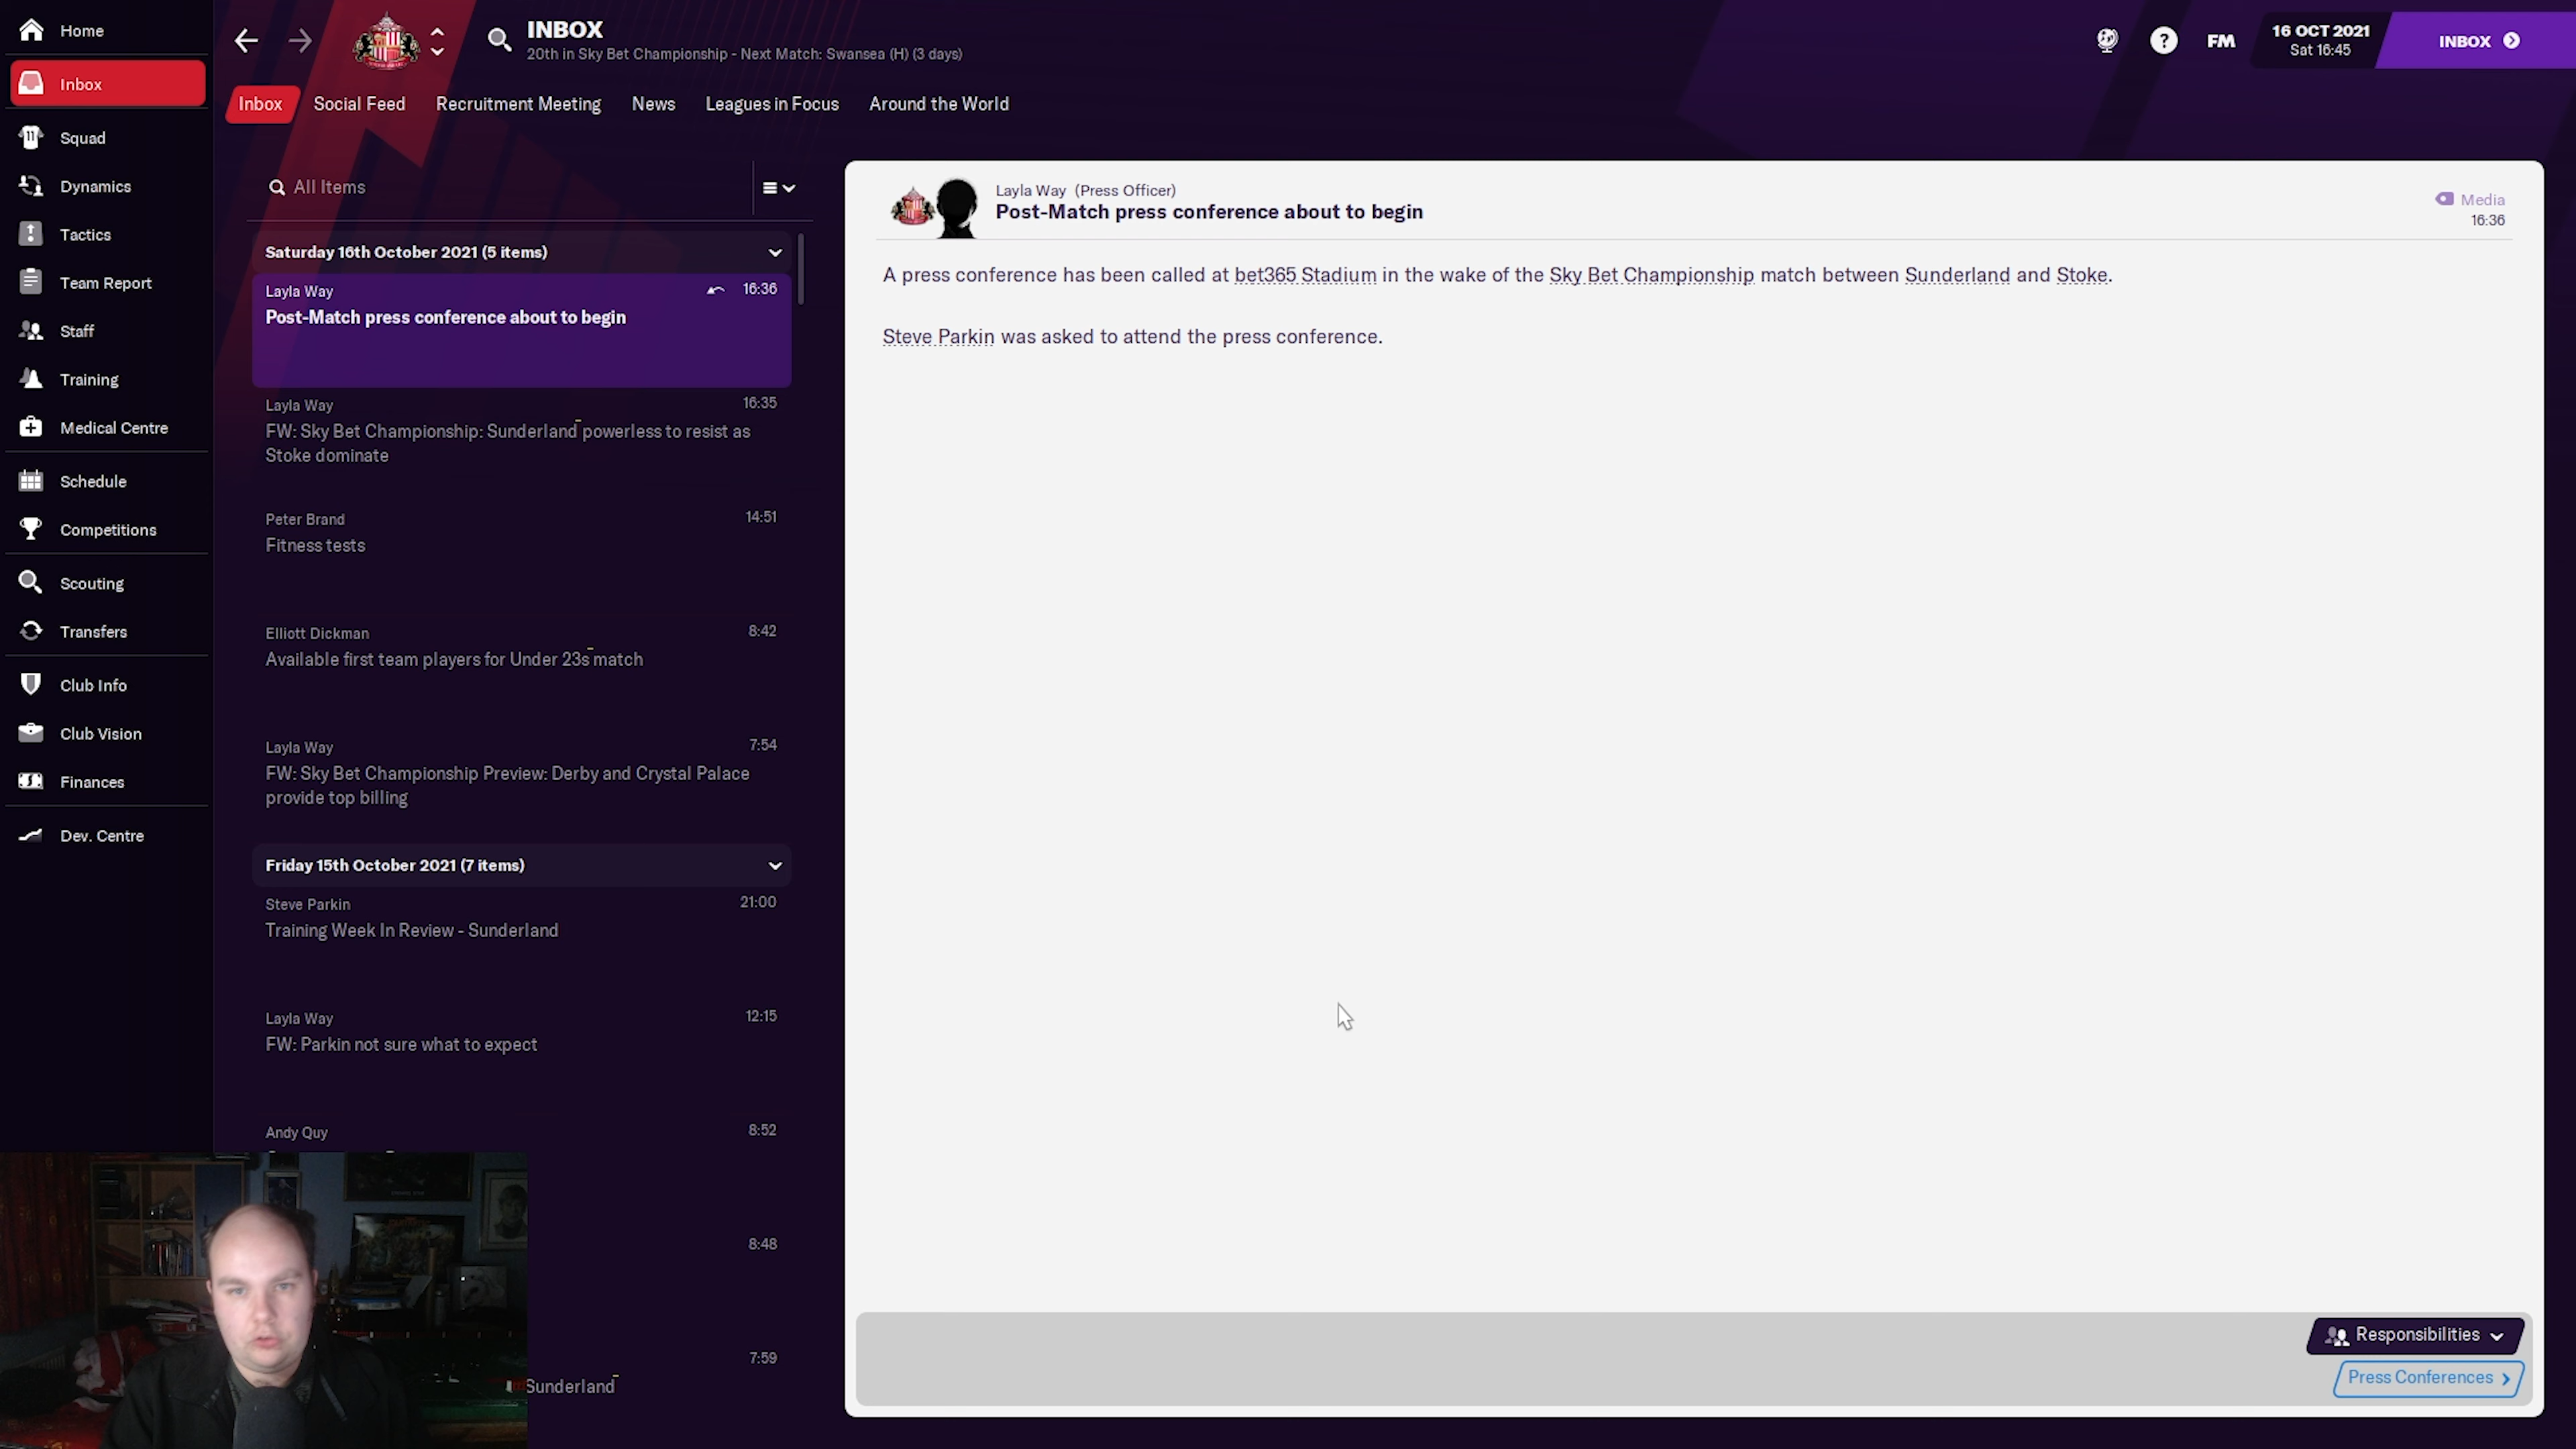 Home
Inbox
Squad
Dynamics
Tactics
Team Report
Staff
Training
Medical Centre
Schedule
Competitions
Scouting
Transfers
Club Info
Club Vision
Finances
Dev. Centre
INBOX
20th in Sky Bet Championship - Next Match: Swansea (H) (3 days)
FM
16 OCT 2021
Sat 16:45
INBOX
Inbox
Social Feed
Recruitment Meeting
News
Leagues in Focus
Around the World
All Items
Saturday 16th October 2021 (5 items)
Layla Way 16:36
Post-Match press conference about to begin
Layla Way 16:35
FW: Sky Bet Championship: Sunderland powerless to resist as
Stoke dominate
Peter Brand 14:51
Fitness tests
Elliott Dickman 8:42
Available first team players for Under 23s match
Layla Way 7:54
FW: Sky Bet Championship Preview: Derby and Crystal Palace
provide top billing
Friday 15th October 2021 (7 items)
Steve Parkin 21:00
Training Week In Review - Sunderland
Layla Way 12:15
FW: Parkin not sure what to expect
Andy Quy 8:52
8:48
7:59
Sunderland
Layla Way (Press Officer)
Post-Match press conference about to begin
Media
16:36
A press conference has been called at bet365 Stadium in the wake of the Sky Bet Championship match between Sunderland and Stoke.
Steve Parkin was asked to attend the press conference.
Responsibilities
Press Conferences